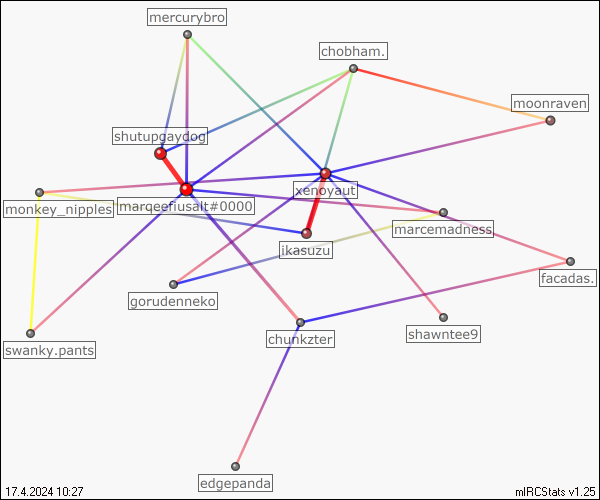 mercurybro
chobham.
moonraven
shutupgaydog
xenoyaut
monkey_nipples
marqeefiusait#0000
marcemadness
ikasuzu
facadas.
gorudenneko
swanky.pants
chunkzter
shawntee9
edgepanda
17.4.2024 10:27
mIRCStats v1.25